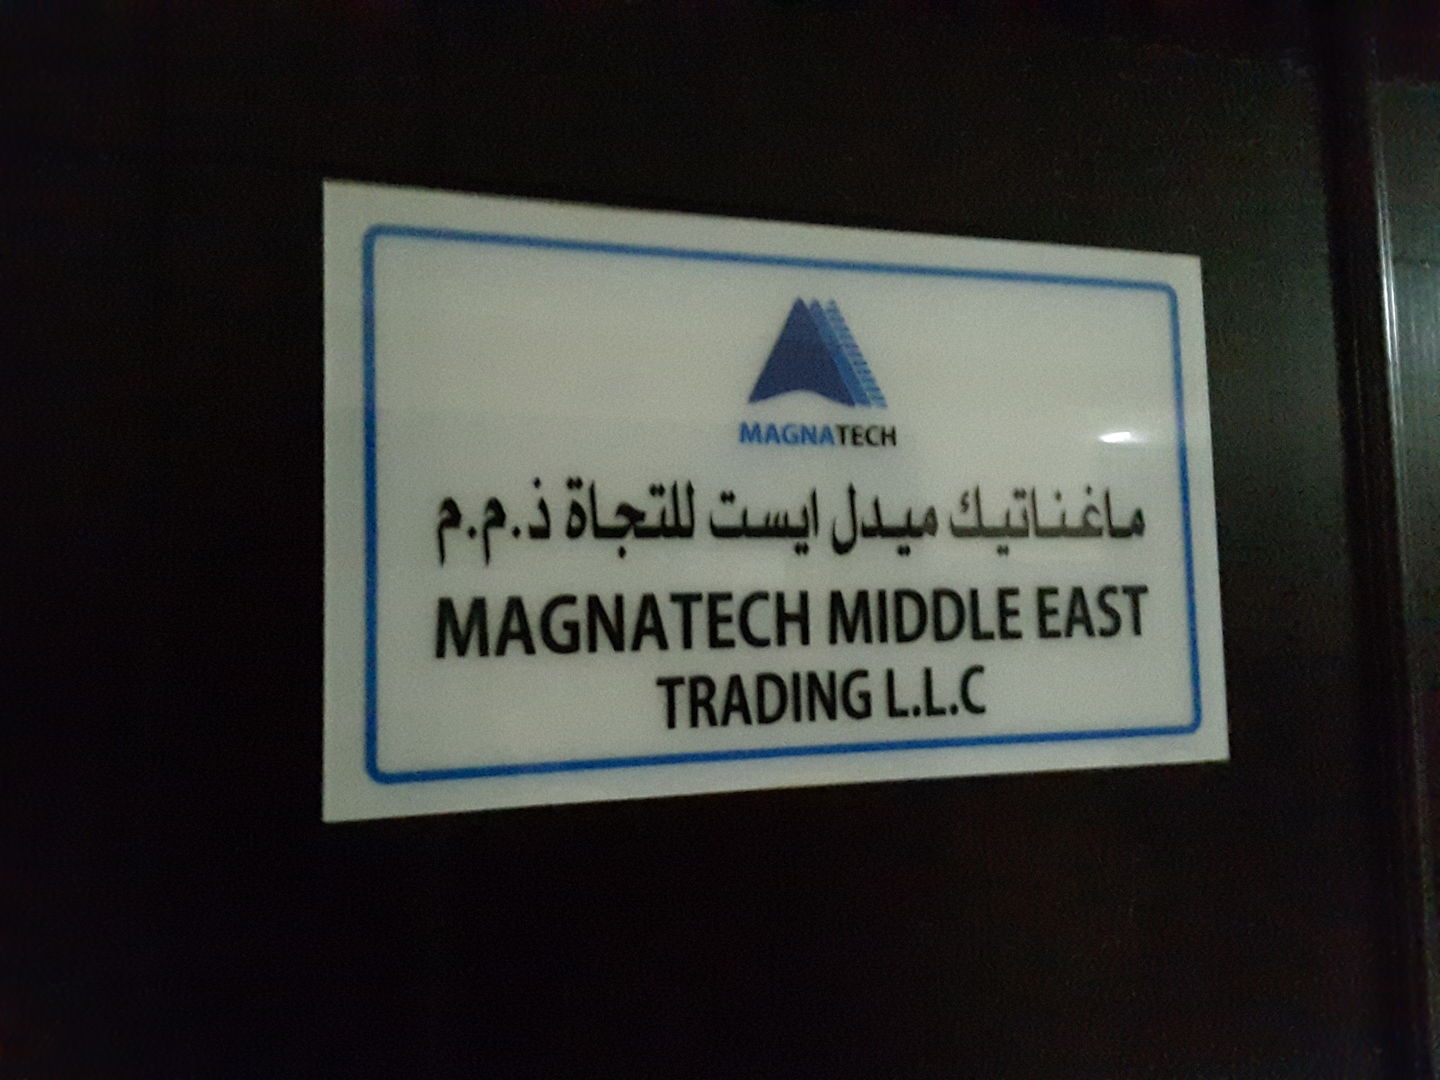 MAGNATECH
ماغناتيك ميدل ايست للتجاة ذ.م.م
MAGNATECH MIDDLE EAST
TRADING L.L.C